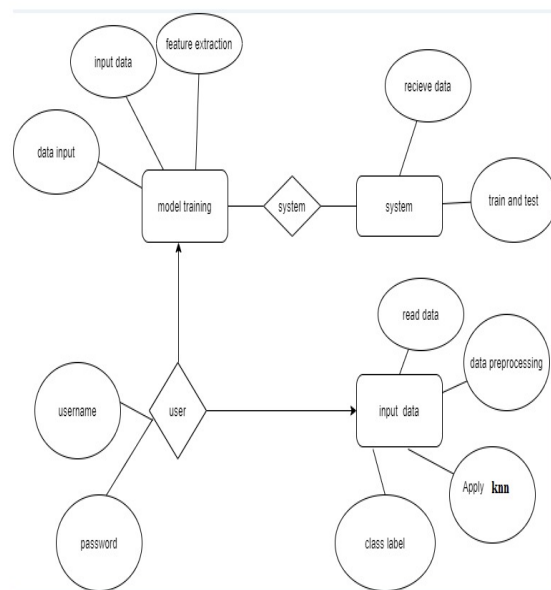 feature extraction
input data
recieve data
data input
model training
system
system
train and test
read data
data preprocessing
username
user
input data
Apply knn
password
class label